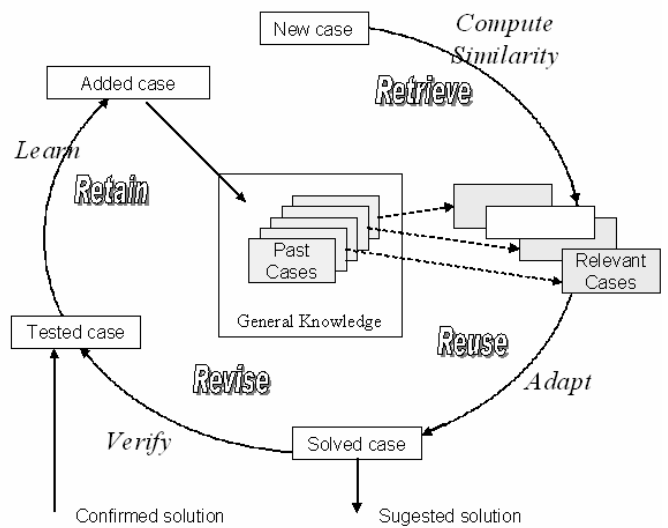 New case
Compute
Similarity
Retrieve
Added case
Learn
Retain
Past
Cases
General Knowledge
Relevant
Cases
Tested case
Reuse
Revise
Adapt
Verify
Solved case
Confirmed solution
Sugested solution